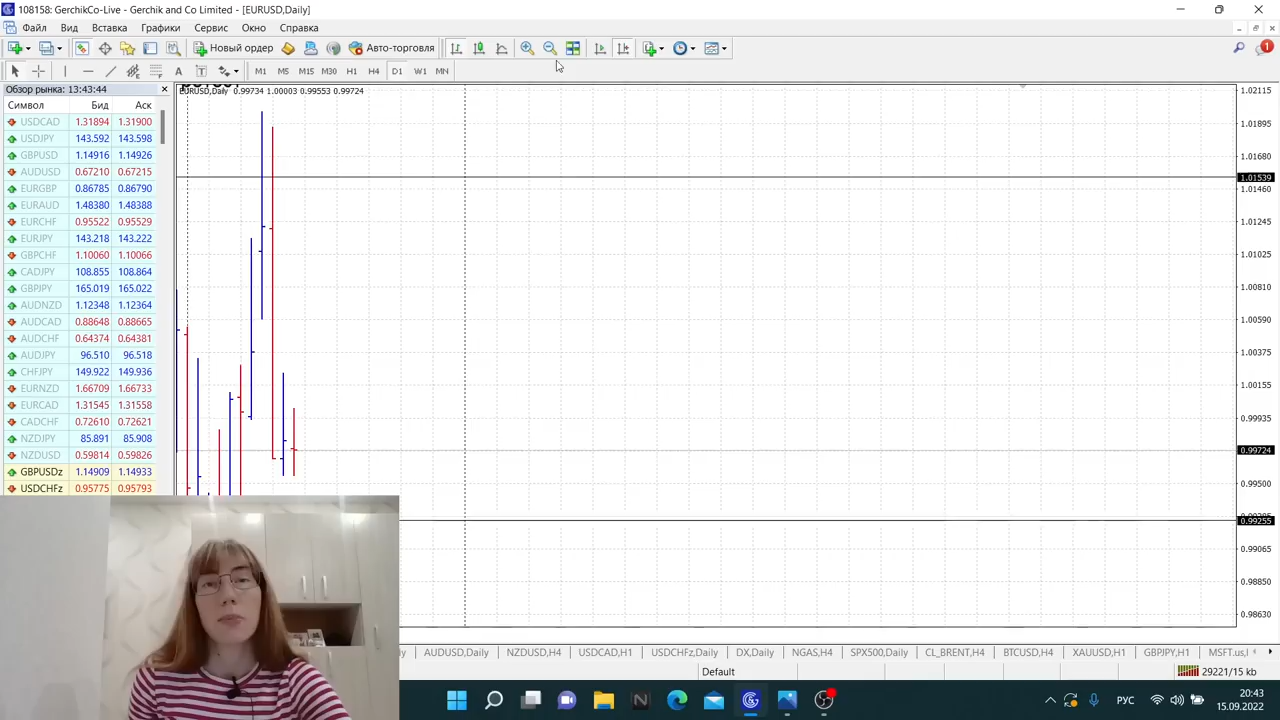 108158: GerchikCo-Live - Gerchik and Co Limited - [EURUSD,Daily]
Файл Вид Вставка Графики Сервис Окно Справка
Новый ордер Авто-торговля 1
A T M1 M5 M15 M30 H1 H4 D1 W1 MN
Обзор рынка: 13:43:44
Символ Бид Аск
USDCAD 1.31894 1.31900
USDJPY 143.592 143.598
GBPUSD 1.14916 1.14926
AUDUSD 0.67210 0.67215
EURGBP 0.86785 0.86790
EURAUD 1.48380 1.48388
EURCHF 0.95522 0.95529
EURJPY 143.218 143.222
GBPCHF 1.10060 1.10066
CADJPY 108.855 108.864
GBPJPY 165.019 165.022
AUDNZD 1.12348 1.12364
AUDCAD 0.88648 0.88665
AUDCHF 0.64374 0.64381
AUDJPY 96.510 96.518
CHFJPY 149.922 149.936
EURNZD 1.66709 1.66733
EURCAD 1.31545 1.31558
CADCHF 0.72610 0.72621
NZDJPY 85.891 85.908
NZDUSD 0.59814 0.59826
GBPUSDz 1.14909 1.14933
USDCHFz 0.95775 0.95793
EURUSD,Daily 0.99734 1.00003 0.99553 0.99724
1.02115
1.01895
1.01680
1.01539
1.01460
1.01245
1.01025
1.00810
1.00590
1.00375
1.00155
0.99935
0.99724
0.99500
0.99255
0.99065
0.98850
0.98630
AUDUSD,Daily NZDUSD,H4 USDCAD,H1 USDCHFz,Daily DX,Daily NGAS,H4 SPX500,Daily CL_BRENT,H4 BTCUSD,H4 XAUUSD,H1 GBPJPY,H1 MSFT.us,
Default 29221/15 kb
РУС
20:43
15.09.2022